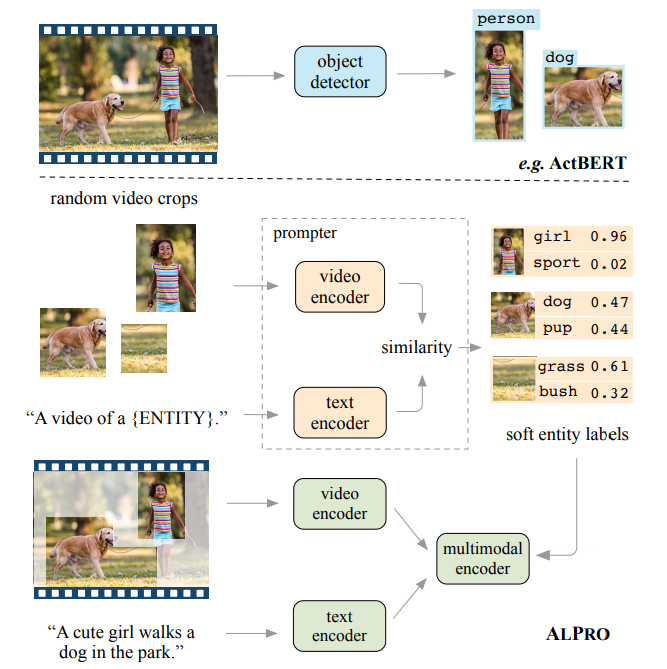 person
object
detector
dog
e.g. ActBERT
random video crops
prompter
video
encoder
similarity
text
encoder
"A video of a {ENTITY}."
girl 0.96
sport 0.02
dog 0.47
pup 0.44
grass 0.61
bush 0.32
soft entity labels
video
encoder
multimodal
encoder
text
encoder
"A cute girl walks a
dog in the park."
ALPRO